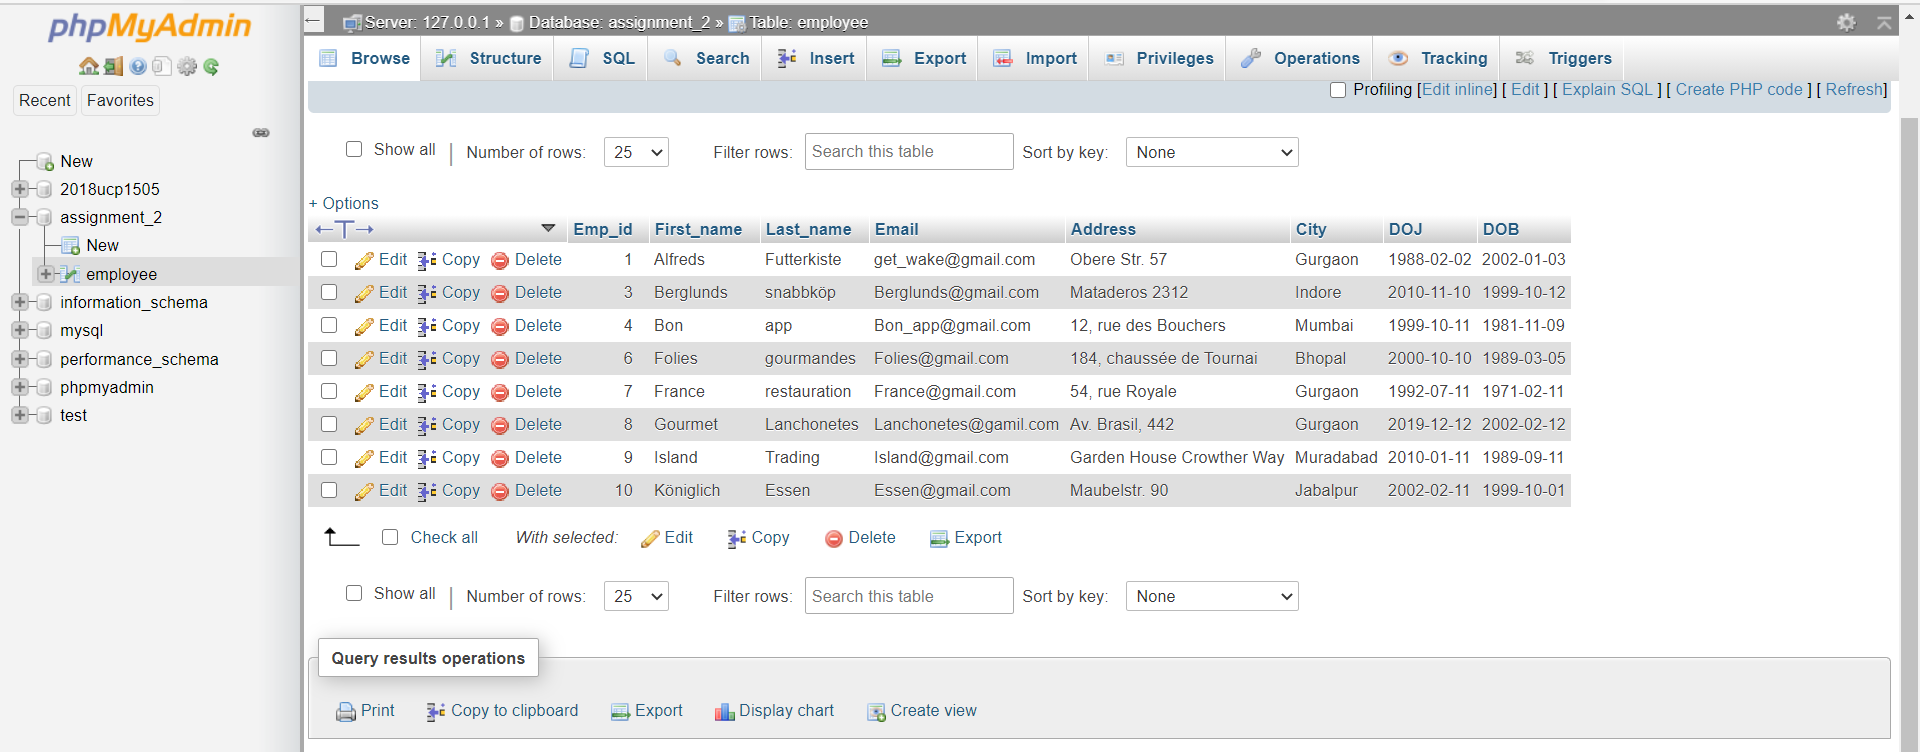 phpMyAdmin
Recent Favorites
New
2018ucp1505
assignment_2
New
employee
information_schema
mysql
performance_schema
phpmyadmin
test
Server: 127.0.0.1 » Database: assignment_2 » Table: employee
Browse Structure SQL Search Insert Export Import Privileges Operations Tracking Triggers
Profiling [Edit inline] [ Edit ] [ Explain SQL ] [ Create PHP code ] [ Refresh]
Show all | Number of rows: 25 Filter rows: Search this table Sort by key: None
+ Options
←T→ Emp_id First_name Last_name Email Address City DOJ DOB
Edit Copy Delete 1 Alfreds Futterkiste get_wake@gmail.com Obere Str. 57 Gurgaon 1988-02-02 2002-01-03
Edit Copy Delete 3 Berglunds snabbköp Berglunds@gmail.com Mataderos 2312 Indore 2010-11-10 1999-10-12
Edit Copy Delete 4 Bon app Bon_app@gmail.com 12, rue des Bouchers Mumbai 1999-10-11 1981-11-09
Edit Copy Delete 6 Folies gourmandes Folies@gmail.com 184, chaussée de Tournai Bhopal 2000-10-10 1989-03-05
Edit Copy Delete 7 France restauration France@gmail.com 54, rue Royale Gurgaon 1992-07-11 1971-02-11
Edit Copy Delete 8 Gourmet Lanchonetes Lanchonetes@gamil.com Av. Brasil, 442 Gurgaon 2019-12-12 2002-02-12
Edit Copy Delete 9 Island Trading Island@gmail.com Garden House Crowther Way Muradabad 2010-01-11 1989-09-11
Edit Copy Delete 10 Königlich Essen Essen@gmail.com Maubelstr. 90 Jabalpur 2002-02-11 1999-10-01
Check all With selected: Edit Copy Delete Export
Show all | Number of rows: 25 Filter rows: Search this table Sort by key: None
Query results operations
Print Copy to clipboard Export Display chart Create view